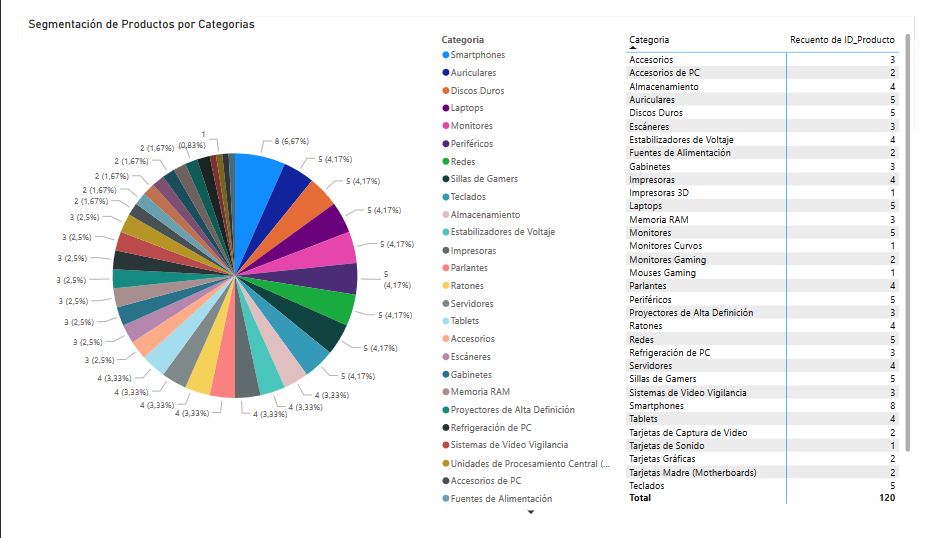 Segmentación de Productos por Categorias
1
2 (1,67%)
(0,83%)
8 (6,67%)
2 (1,67%)
5 (4,17%)
2 (1,67%)
5 (4,17%)
2 (1,67%)
2 (1,67%)
5 (4,17%)
3 (2,5%)
3 (2,5%)
5 (4,17%)
3 (2,5%)
5
(4,17%)
3 (2,5%)
3 (2,5%)
5 (4,17%)
3 (2,5%)
3 (2,5%)
5 (4,17%)
3 (2,5%)
5 (4,17%)
4 (3,33%)
4 (3,33%)
4 (3,33%)
4 (3,33%)
4 (3,33%)
4 (3,33%)
4 (3,33%)
Categoria
Smartphones
Auriculares
Discos Duros
Laptops
Monitores
Periféricos
Redes
Sillas de Gamers
Teclados
Almacenamiento
Estabilizadores de Voltaje
Impresoras
Parlantes
Ratones
Servidores
Tablets
Accesorios
Escáneres
Gabinetes
Memoria RAM
Proyectores de Alta Definición
Refrigeración de PC
Sistemas de Video Vigilancia
Unidades de Procesamiento Central (...
Accesorios de PC
Fuentes de Alimentación
Categoria Recuento de ID_Producto
Accesorios 3
Accesorios de PC 2
Almacenamiento 4
Auriculares 5
Discos Duros 5
Escáneres 3
Estabilizadores de Voltaje 4
Fuentes de Alimentación 2
Gabinetes 3
Impresoras 4
Impresoras 3D 1
Laptops 5
Memoria RAM 3
Monitores 5
Monitores Curvos 1
Monitores Gaming 2
Mouses Gaming 1
Parlantes 4
Periféricos 5
Proyectores de Alta Definición 3
Ratones 4
Redes 5
Refrigeración de PC 3
Servidores 4
Sillas de Gamers 5
Sistemas de Video Vigilancia 3
Smartphones 8
Tablets 4
Tarjetas de Captura de Video 2
Tarjetas de Sonido 1
Tarjetas Gráficas 2
Tarjetas Madre (Motherboards) 2
Teclados 5
Total 120